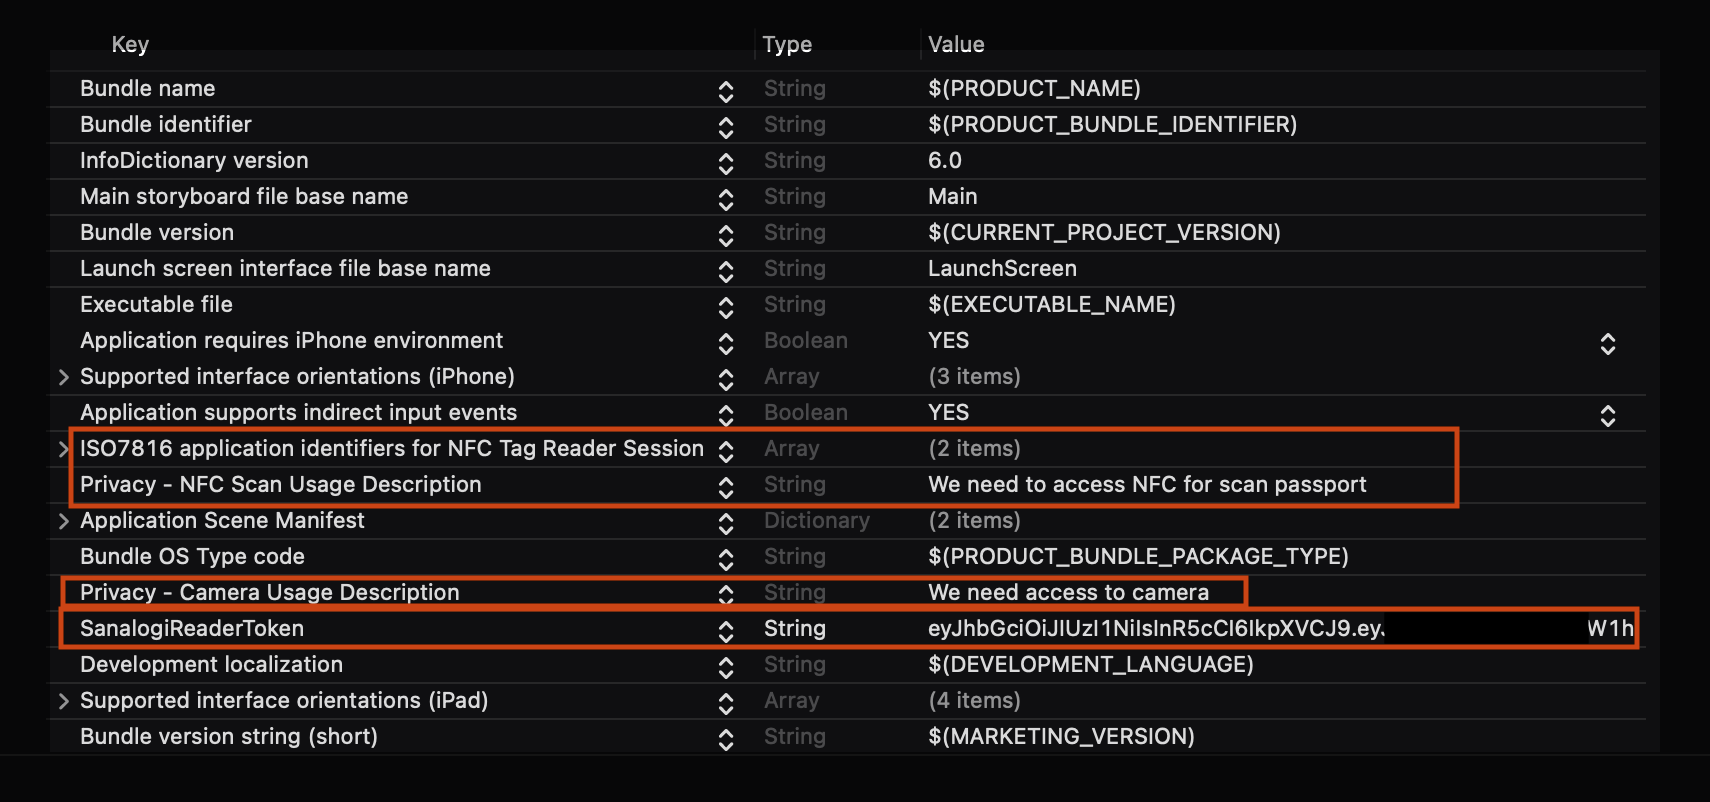 Key Type Value
Bundle name String $(PRODUCT_NAME)
Bundle identifier String $(PRODUCT_BUNDLE_IDENTIFIER)
InfoDictionary version String 6.0
Main storyboard file base name String Main
Bundle version String $(CURRENT_PROJECT_VERSION)
Launch screen interface file base name String LaunchScreen
Executable file String $(EXECUTABLE_NAME)
Application requires iPhone environment Boolean YES
Supported interface orientations (iPhone) Array (3 items)
Application supports indirect input events Boolean YES
ISO7816 application identifiers for NFC Tag Reader Session Array (2 items)
Privacy - NFC Scan Usage Description String We need to access NFC for scan passport
Application Scene Manifest Dictionary (2 items)
Bundle OS Type code String $(PRODUCT_BUNDLE_PACKAGE_TYPE)
Privacy - Camera Usage Description String We need access to camera
SanalogiReaderToken String eyJhbGciOiJIUzI1NiIsInR5cCI6IkpXVCJ9.eyJ W1h
Development localization String $(DEVELOPMENT_LANGUAGE)
Supported interface orientations (iPad) Array (4 items)
Bundle version string (short) String $(MARKETING_VERSION)